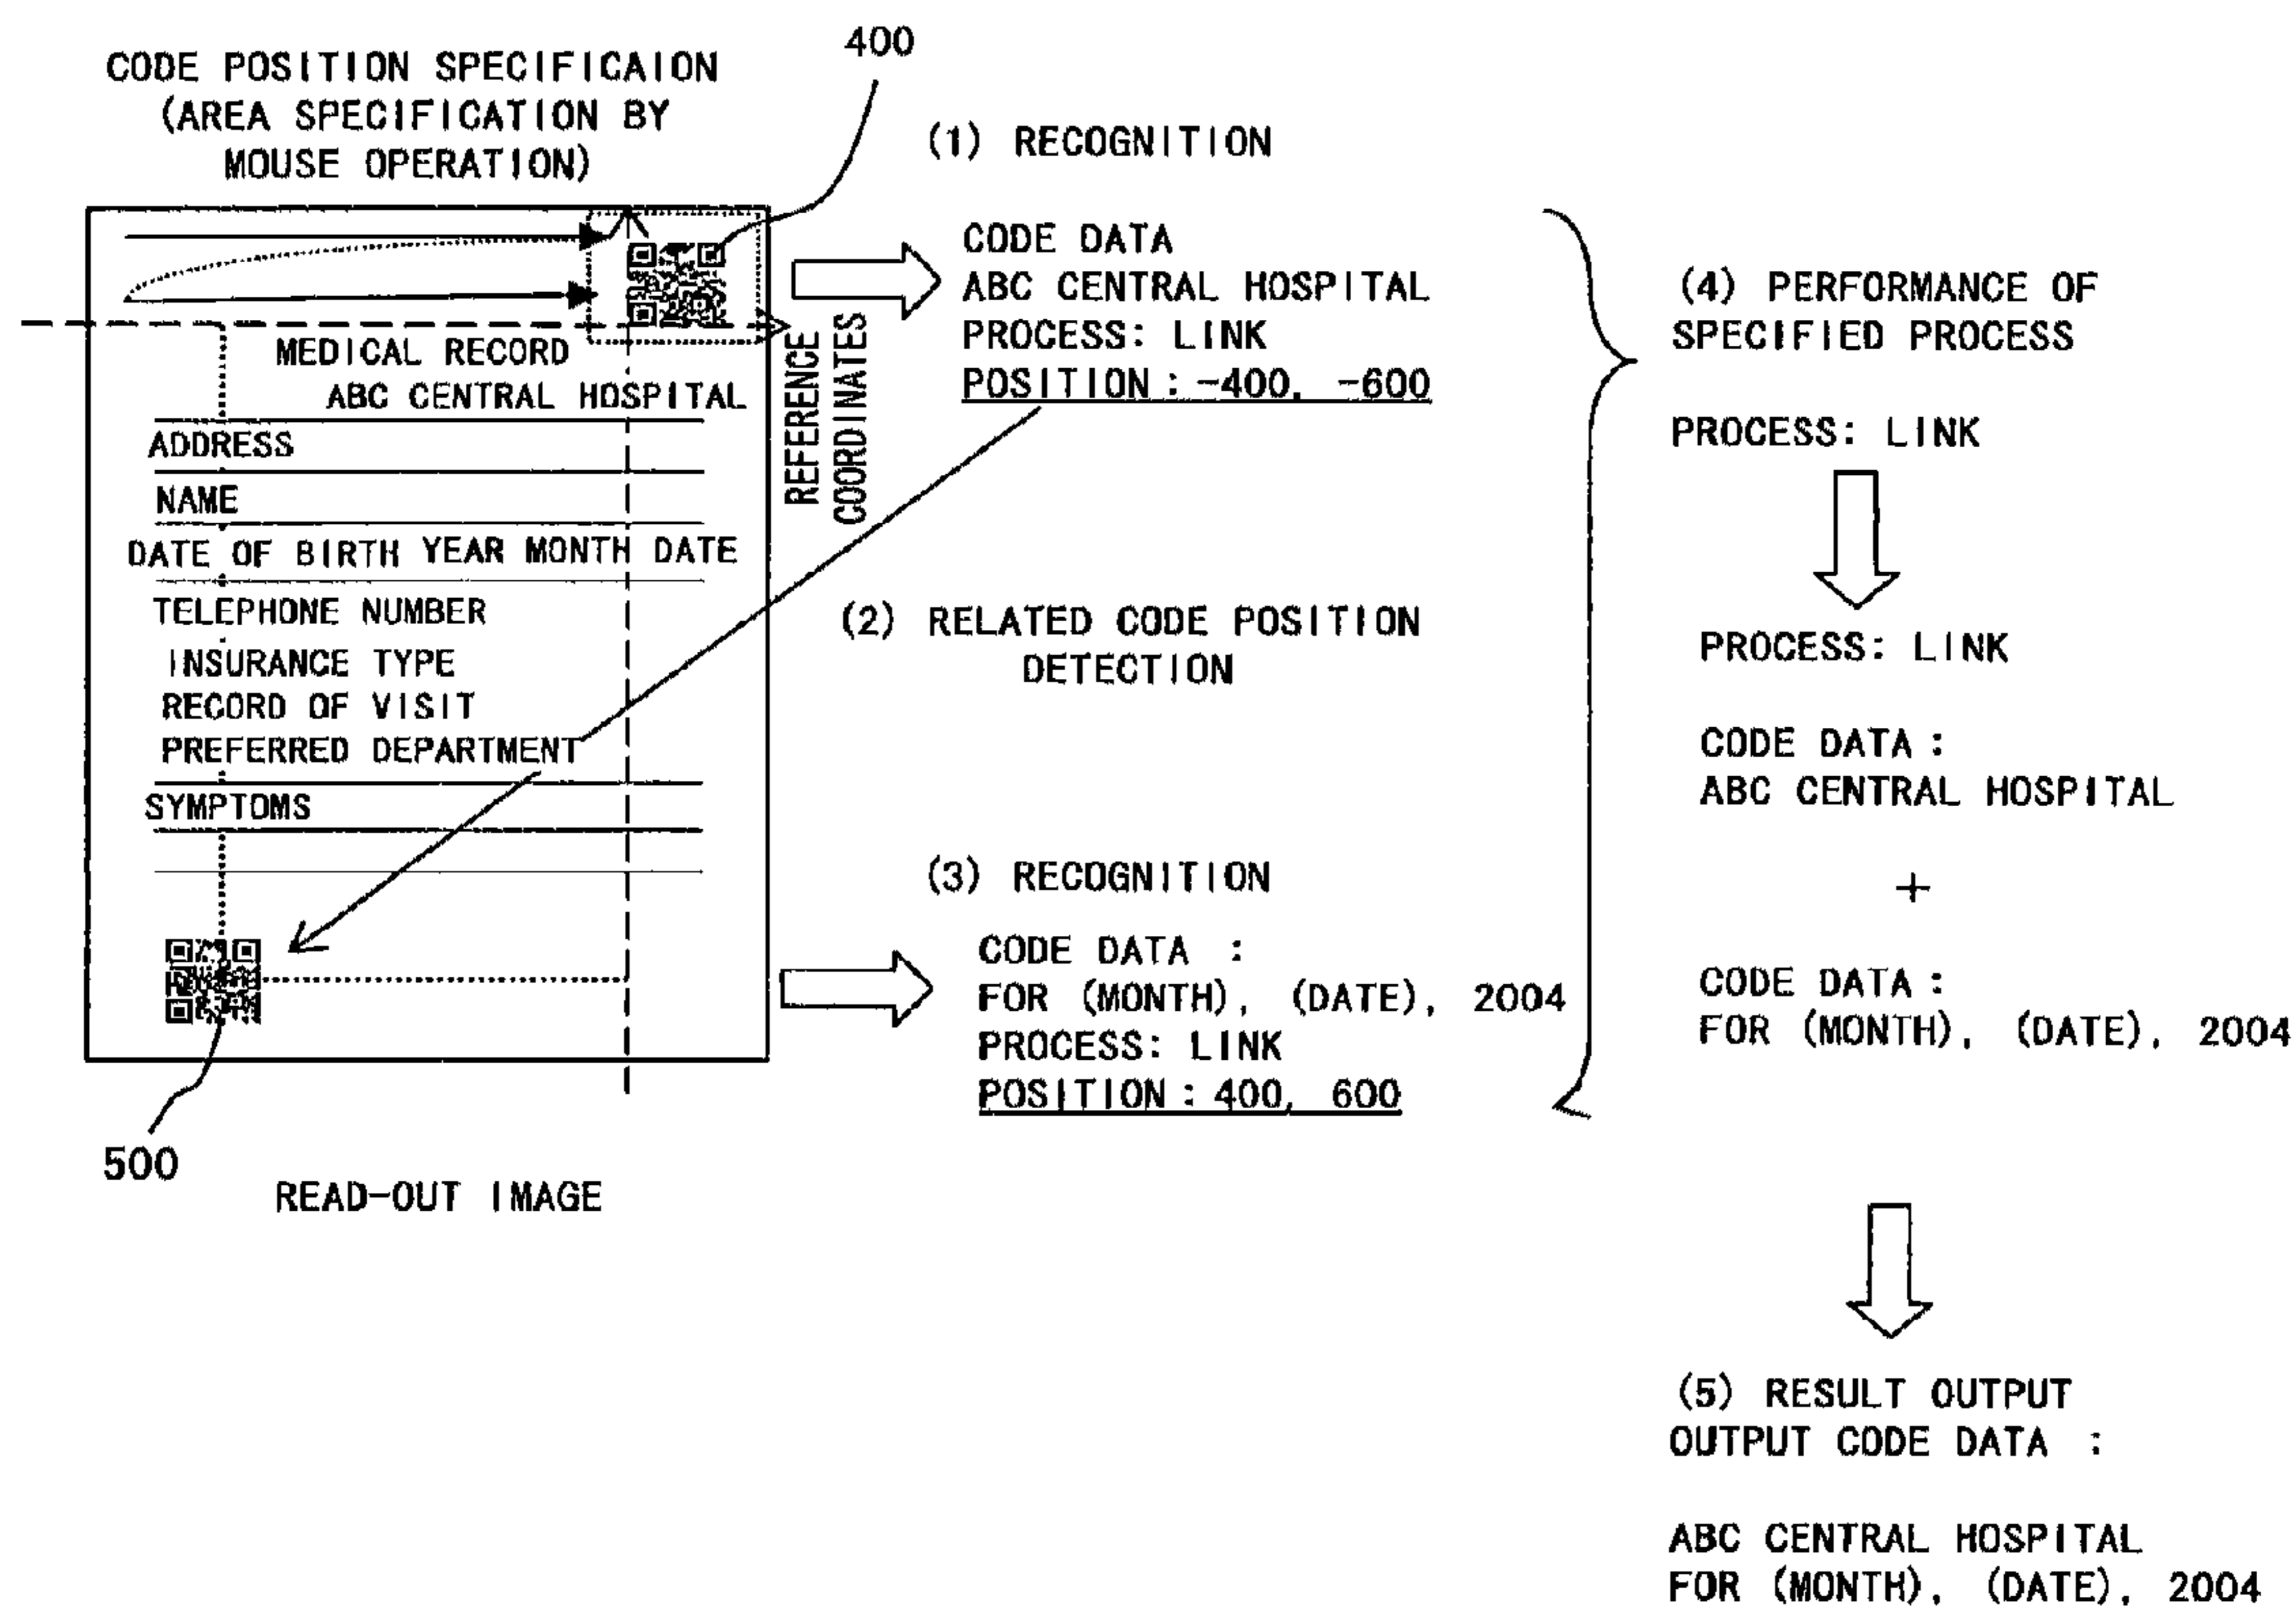 400
CODE POSITION SPECIFICAION
(AREA SPECIFICATION BY
MOUSE OPERATION)
MEDICAL RECORD
ABC CENTRAL HOSPITAL
ADDRESS
NAME
DATE OF BIRTH YEAR MONTH DATE
TELEPHONE NUMBER
INSURANCE TYPE
RECORD OF VISIT
PREFERRED DEPARTMENT
SYMPTOMS
500
READ-OUT IMAGE
REFERENCE
COORDINATES
(1) RECOGNITION
CODE DATA
ABC CENTRAL HOSPITAL
PROCESS: LINK
POSITION : -400, -600
(2) RELATED CODE POSITION
DETECTION
(3) RECOGNITION
CODE DATA :
FOR (MONTH), (DATE), 2004
PROCESS: LINK
POSITION : 400, 600
(4) PERFORMANCE OF
SPECIFIED PROCESS
PROCESS: LINK
PROCESS: LINK
CODE DATA :
ABC CENTRAL HOSPITAL
+
CODE DATA :
FOR (MONTH), (DATE), 2004
(5) RESULT OUTPUT
OUTPUT CODE DATA :
ABC CENTRAL HOSPITAL
FOR (MONTH), (DATE), 2004